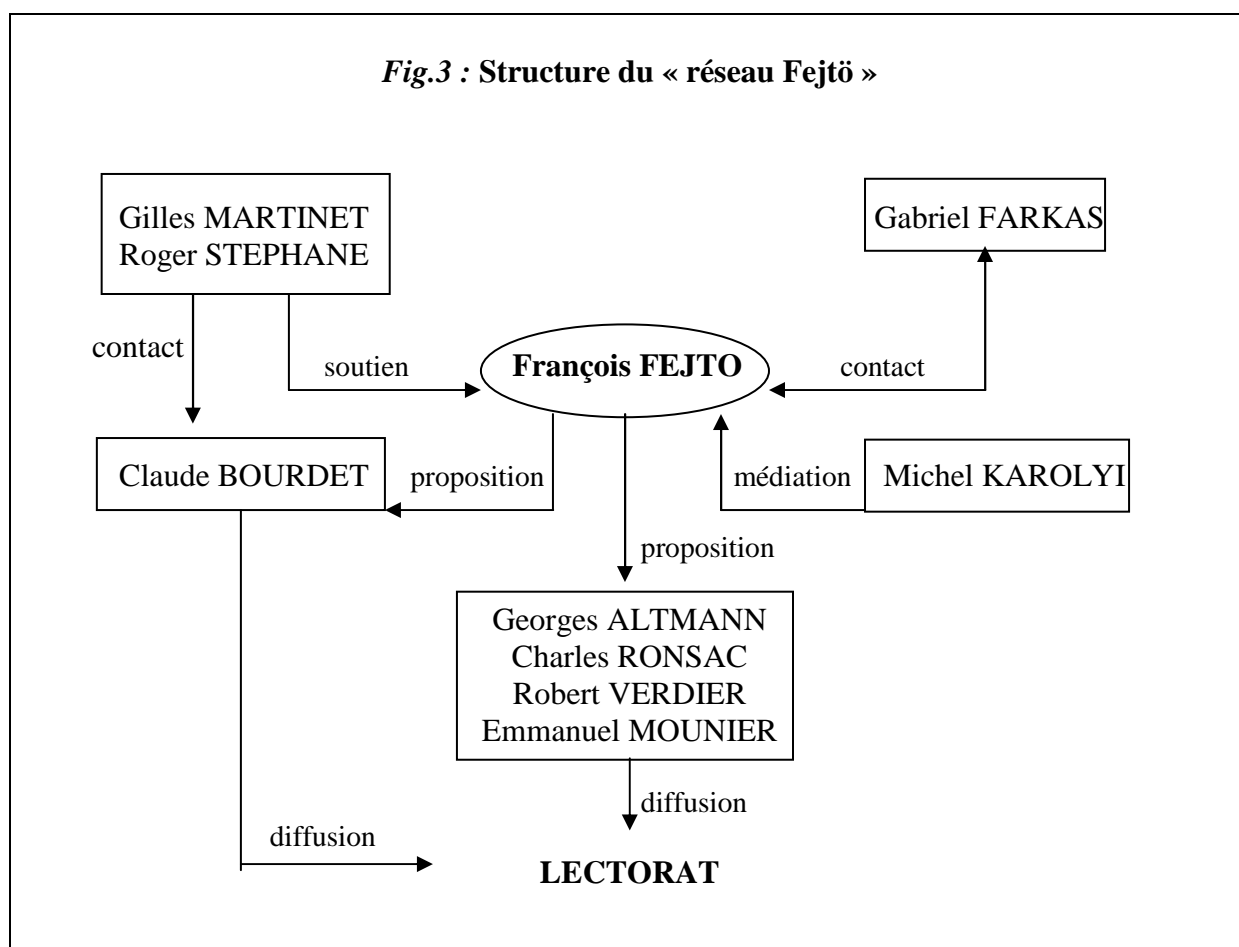 Fig.3 : Structure du « réseau Fejtö »
Gilles MARTINET
Roger STEPHANE
Gabriel FARKAS
contact
soutien
François FEJTO
contact
Claude BOURDET
proposition
médiation
Michel KAROLYI
proposition
Georges ALTMANN
Charles RONSAC
Robert VERDIER
Emmanuel MOUNIER
diffusion
diffusion
LECTORAT